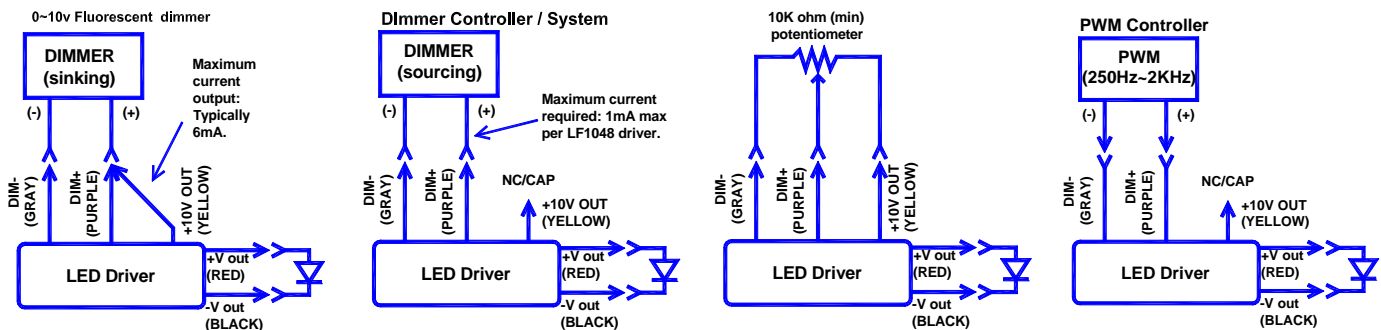 0~10v Fluorescent dimmer
DIMMER
(sinking)
(-)
(+)
Maximum
current
output:
Typically
6mA.
DIM-
(GRAY)
DIM+
(PURPLE)
+10V OUT
(YELLOW)
LED Driver
+V out
(RED)
-V out
(BLACK)
DImmer Controller / System
DIMMER
(sourcing)
(-)
(+)
Maximum current
required: 1mA max
per LF1048 driver.
DIM-
(GRAY)
DIM+
(PURPLE)
NC/CAP
+10V OUT
(YELLOW)
LED Driver
+V out
(RED)
-V out
(BLACK)
10K ohm (min)
potentiometer
DIM-
(GRAY)
DIM+
(PURPLE)
+10V OUT
(YELLOW)
LED Driver
+V out
(RED)
-V out
(BLACK)
PWM Controller
PWM
(250Hz~2KHz)
(-)
(+)
DIM-
(GRAY)
DIM+
(PURPLE)
NC/CAP
+10V OUT
(YELLOW)
LED Driver
+V out
(RED)
-V out
(BLACK)